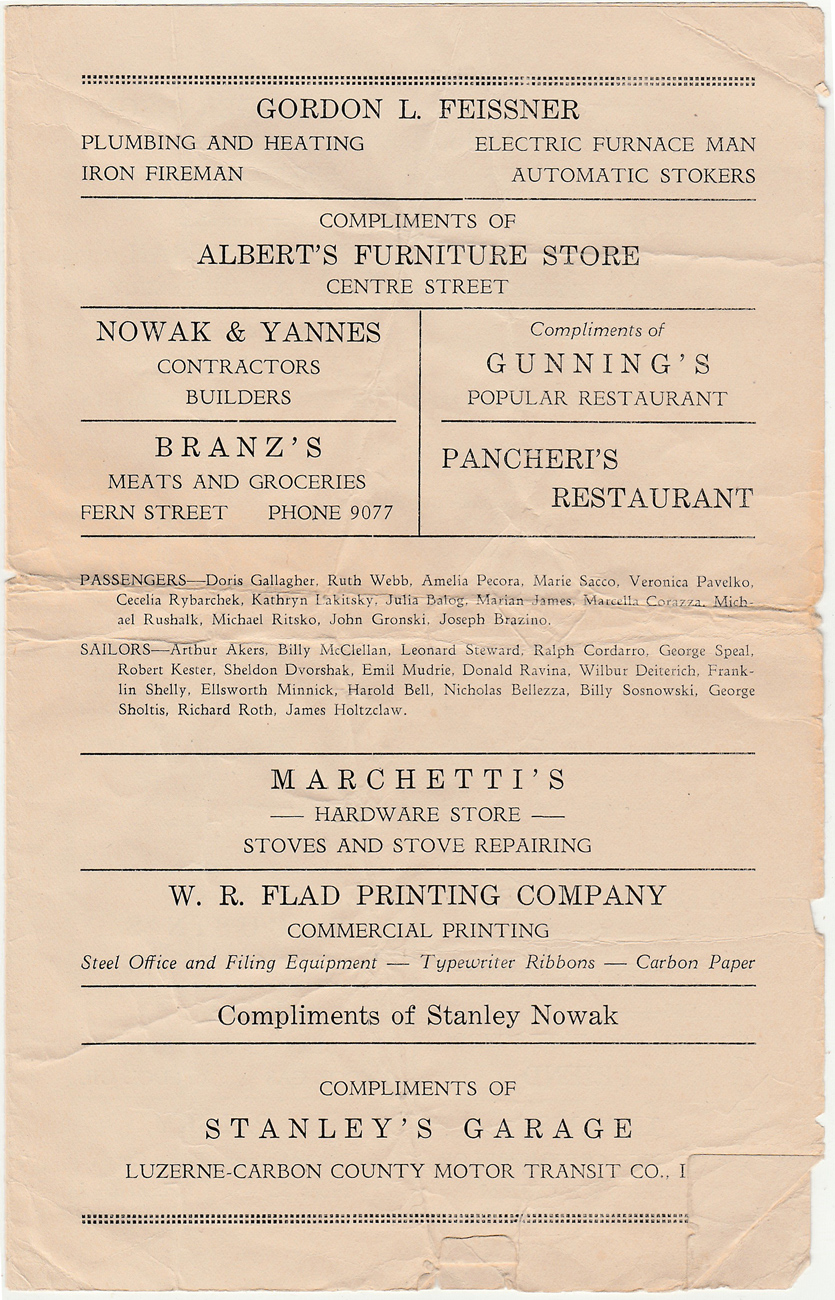 GORDON L. FEISSNER
PLUMBING AND HEATING ELECTRIC FURNACE MAN
IRON FIREMAN AUTOMATIC STOKERS
COMPLIMENTS OF
ALBERT'S FURNITURE STORE
CENTRE STREET
NOWAK & YANNES
CONTRACTORS
BUILDERS
BRANZ'S
MEATS AND GROCERIES
FERN STREET PHONE 9077
Compliments of
GUNNING'S
POPULAR RESTAURANT
PANCHERI'S
RESTAURANT
PASSENGERS—Doris Gallagher, Ruth Webb, Amelia Pecora, Marie Sacco, Veronica Pavelko,
Cecelia Rybarchek, Kathryn Lakitsky, Julia Balog, Marian James, Marcella Corazza, Mich-
ael Rushalk, Michael Ritsko, John Gronski, Joseph Brazino.
SAILORS—Arthur Akers, Billy McClellan, Leonard Steward, Ralph Cordarro, George Speal,
Robert Kester, Sheldon Dvorshak, Emil Mudrie, Donald Ravina, Wilbur Deiterich, Frank-
lin Shelly, Ellsworth Minnick, Harold Bell, Nicholas Bellezza, Billy Sosnowski, George
Sholtis, Richard Roth, James Holtzclaw.
MARCHETTI'S
— HARDWARE STORE —
STOVES AND STOVE REPAIRING
W. R. FLAD PRINTING COMPANY
COMMERCIAL PRINTING
Steel Office and Filing Equipment — Typewriter Ribbons — Carbon Paper
Compliments of Stanley Nowak
COMPLIMENTS OF
STANLEY'S GARAGE
LUZERNE-CARBON COUNTY MOTOR TRANSIT CO.,